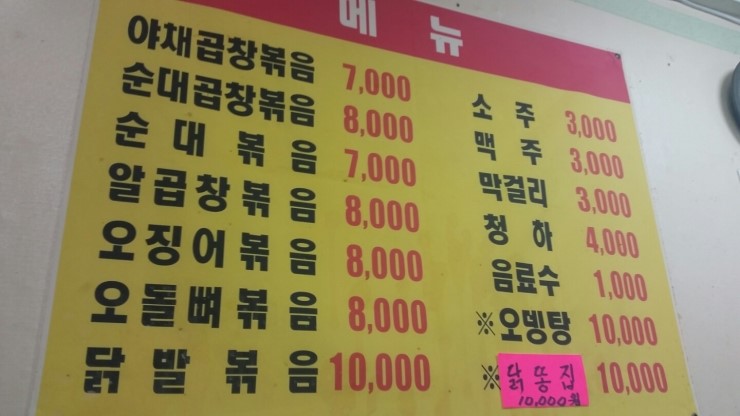 메뉴
야채곱창볶음 7,000
순대곱창볶음 8,000
순대볶음 7,000
알곱창볶음 8,000
오징어볶음 8,000
오돌뼈볶음 8,000
닭발볶음 10,000
소주 3,000
맥주 3,000
막걸리 3,000
청하 4,000
음료수 1,000
※오뎅탕 10,000
※닭똥집 10,000
10,000원